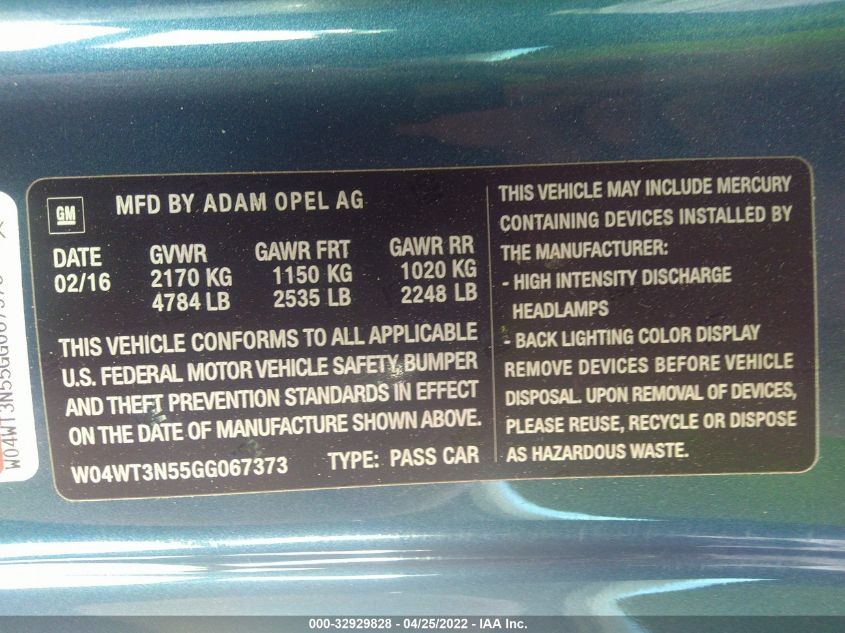 GM
MFD BY ADAM OPEL AG
DATE GVWR GAWR FRT GAWR RR
02/16 2170 KG 1150 KG 1020 KG
4784 LB 2535 LB 2248 LB
THIS VEHICLE CONFORMS TO ALL APPLICABLE
U.S. FEDERAL MOTOR VEHICLE SAFETY, BUMPER
AND THEFT PREVENTION STANDARDS IN EFFECT
ON THE DATE OF MANUFACTURE SHOWN ABOVE.
W04WT3N55GG067373 TYPE: PASS CAR
THIS VEHICLE MAY INCLUDE MERCURY
CONTAINING DEVICES INSTALLED BY
THE MANUFACTURER:
- HIGH INTENSITY DISCHARGE
HEADLAMPS
- BACK LIGHTING COLOR DISPLAY
REMOVE DEVICES BEFORE VEHICLE
DISPOSAL. UPON REMOVAL OF DEVICES,
PLEASE REUSE, RECYCLE OR DISPOSE
AS HAZARDOUS WASTE.
W04WT3N55GG067373 X
000-32929828 - 04/25/2022 - IAA Inc.